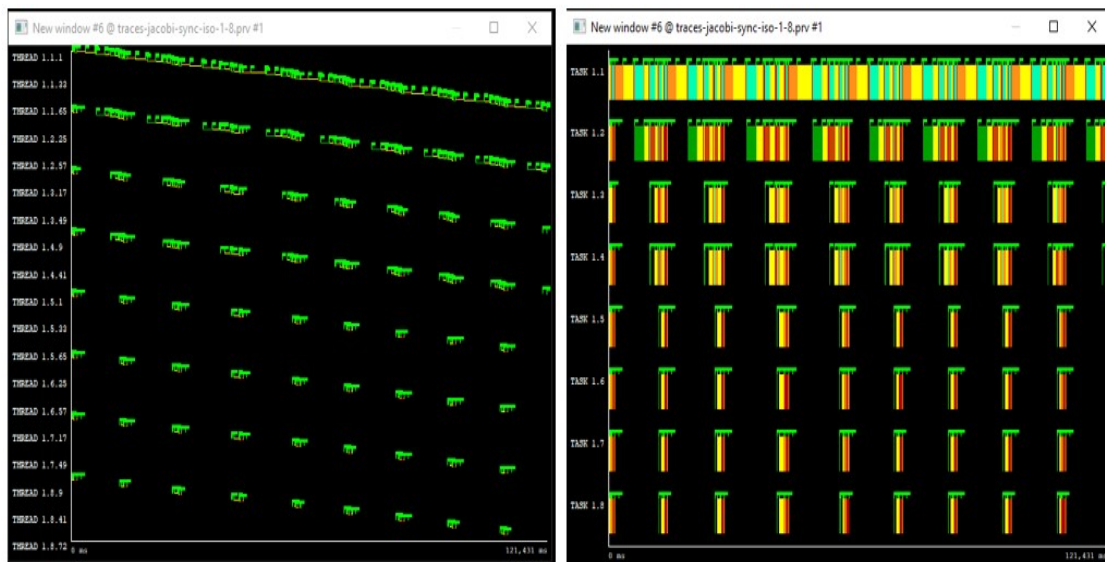 New window #6 @ traces-jacobi-sync-iso-1-8.prv #1
THREAD 1.1.1
THREAD 1.1.33
THREAD 1.1.65
THREAD 1.2.25
THREAD 1.2.57
THREAD 1.3.17
THREAD 1.3.49
THREAD 1.4.9
THREAD 1.4.41
THREAD 1.5.1
THREAD 1.5.33
THREAD 1.5.65
THREAD 1.6.25
THREAD 1.6.57
THREAD 1.7.17
THREAD 1.7.49
THREAD 1.8.9
THREAD 1.8.41
THREAD 1.8.72
0 ms
121,431 ms
New window #6 @ traces-jacobi-sync-iso-1-8.prv #1
TASK 1.1
TASK 1.2
TASK 1.3
TASK 1.4
TASK 1.5
TASK 1.6
TASK 1.7
TASK 1.8
0 ms
121,431 ms